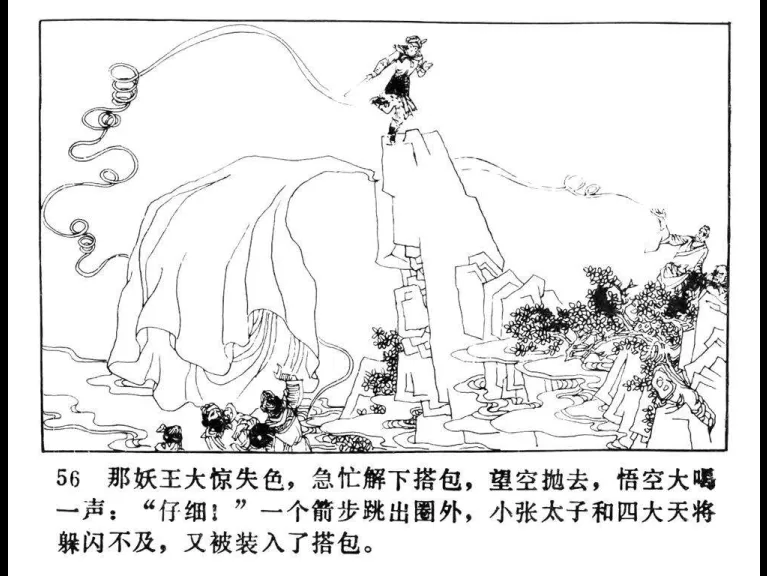 56 那妖王大惊失色，急忙解下搭包，望空抛去，悟空大喝
一声：“仔细！”一个箭步跳出圈外，小张太子和四大天将
躲闪不及，又被装入了搭包。